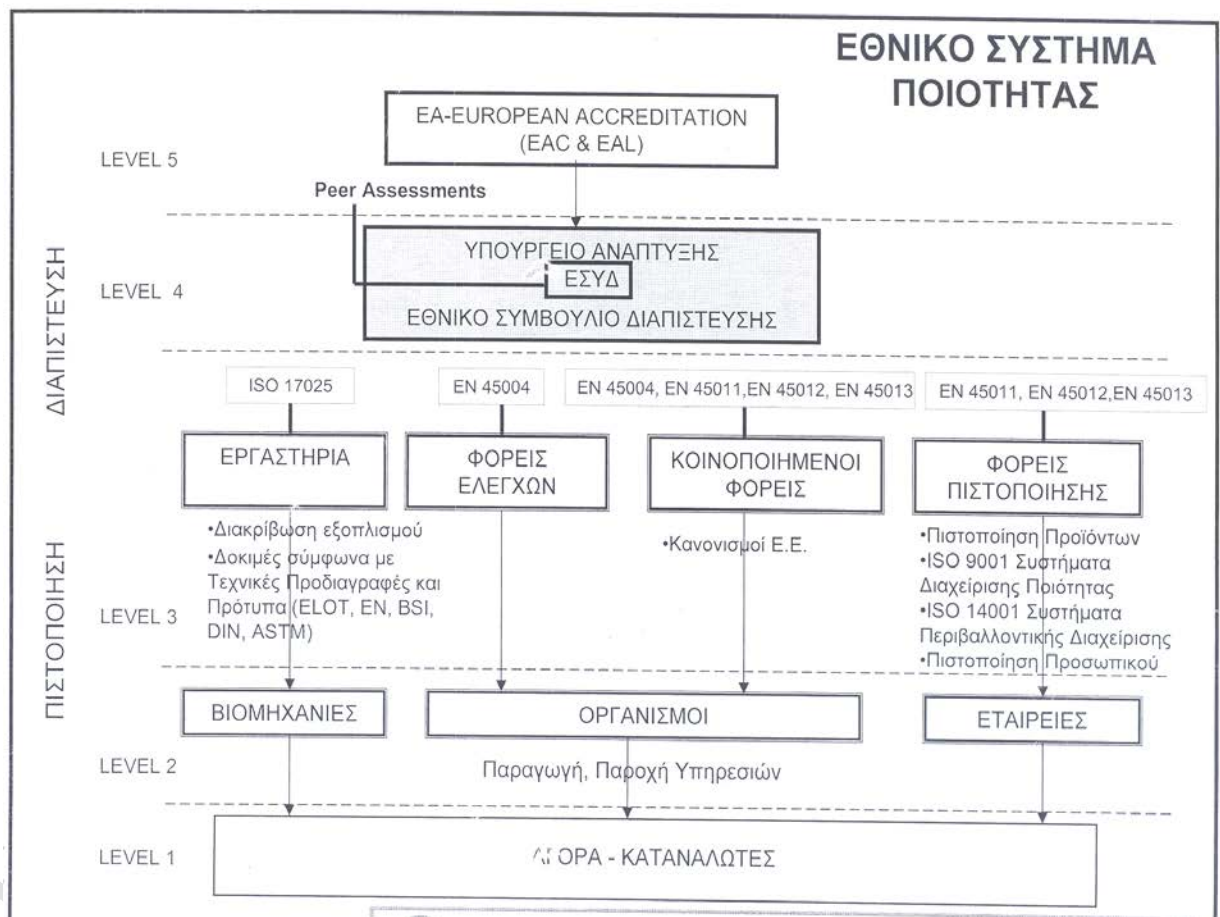 ΕΘΝΙΚΟ ΣΥΣΤΗΜΑ
ΠΟΙΟΤΗΤΑΣ
EA-EUROPEAN ACCREDITATION
(EAC & EAL)
LEVEL 5
Peer Assessments
ΔΙΑΠΙΣΤΕΥΣΗ
LEVEL 4
ΥΠΟΥΡΓΕΙΟ ΑΝΑΠΤΥΞΗΣ
ΕΣΥΔ
ΕΘΝΙΚΟ ΣΥΜΒΟΥΛΙΟ ΔΙΑΠΙΣΤΕΥΣΗΣ
ISO 17025
EN 45004
EN 45004, EN 45011,EN 45012, EN 45013
EN 45011, EN 45012,EN 45013
ΕΡΓΑΣΤΗΡΙΑ
ΦΟΡΕΙΣ
ΕΛΕΓΧΩΝ
ΚΟΙΝΟΠΟΙΗΜΕΝΟΙ
ΦΟΡΕΙΣ
ΦΟΡΕΙΣ
ΠΙΣΤΟΠΟΙΗΣΗΣ
ΠΙΣΤΟΠΟΙΗΣΗ
LEVEL 3
•Διακρίβωση εξοπλισμού
•Δοκιμές σύμφωνα με
Τεχνικές Προδιαγραφές και
Πρότυπα (ELOT, EN, BSI,
DIN, ASTM)
•Κανονισμοί Ε.Ε.
•Πιστοποίηση Προϊόντων
•ISO 9001 Συστήματα
Διαχείρισης Ποιότητας
•ISO 14001 Συστήματα
Περιβαλλοντικής Διαχείρισης
•Πιστοποίηση Προσωπικού
ΒΙΟΜΗΧΑΝΙΕΣ
ΟΡΓΑΝΙΣΜΟΙ
ΕΤΑΙΡΕΙΕΣ
LEVEL 2
Παραγωγή, Παροχή Υπηρεσιών
LEVEL 1
ΑΓΟΡΑ - ΚΑΤΑΝΑΛΩΤΕΣ